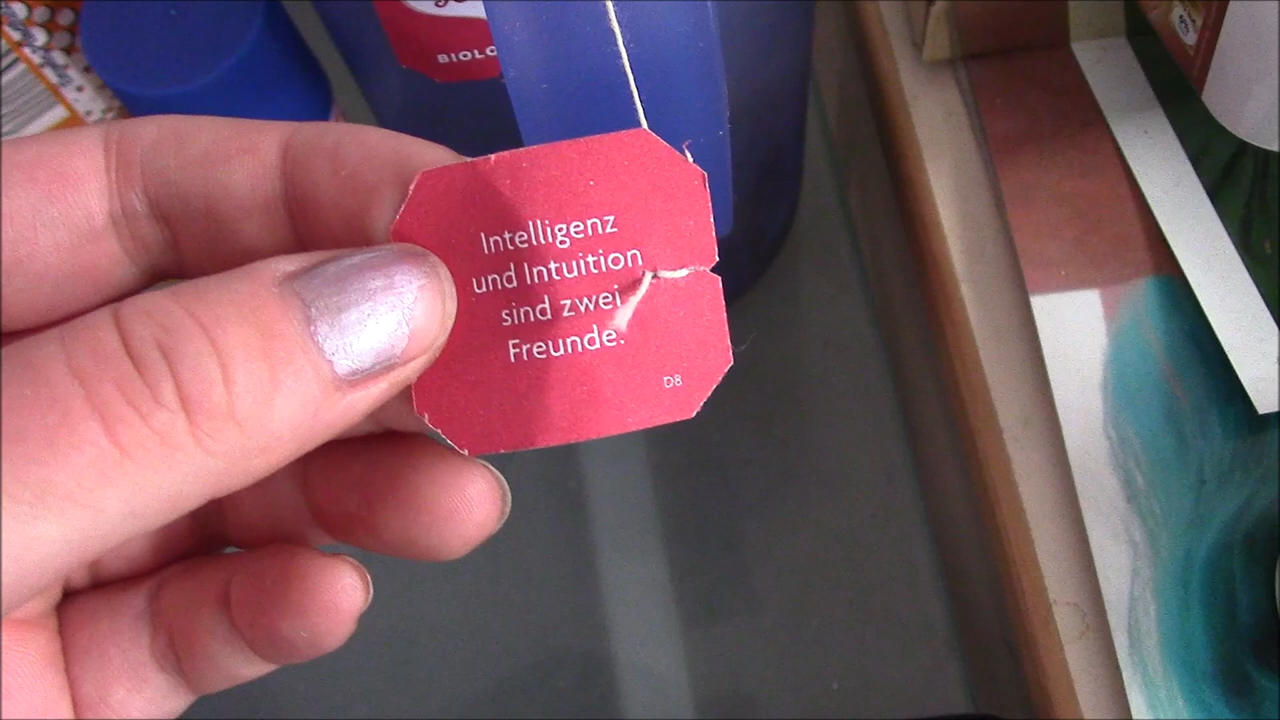 BIOLO
Intelligenz
und Intuition
sind zwei
Freunde.
D8